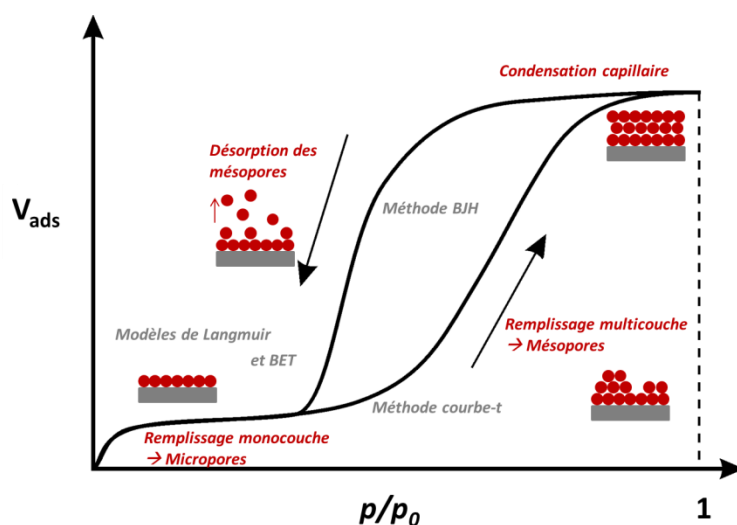 Condensation capillaire
Désorption des
mésopores
V_ads
Méthode BJH
Modèles de Langmuir
et BET
Remplissage multicouche
→ Mésopores
Méthode courbe-t
Remplissage monocouche
→ Micropores
p/p₀
1